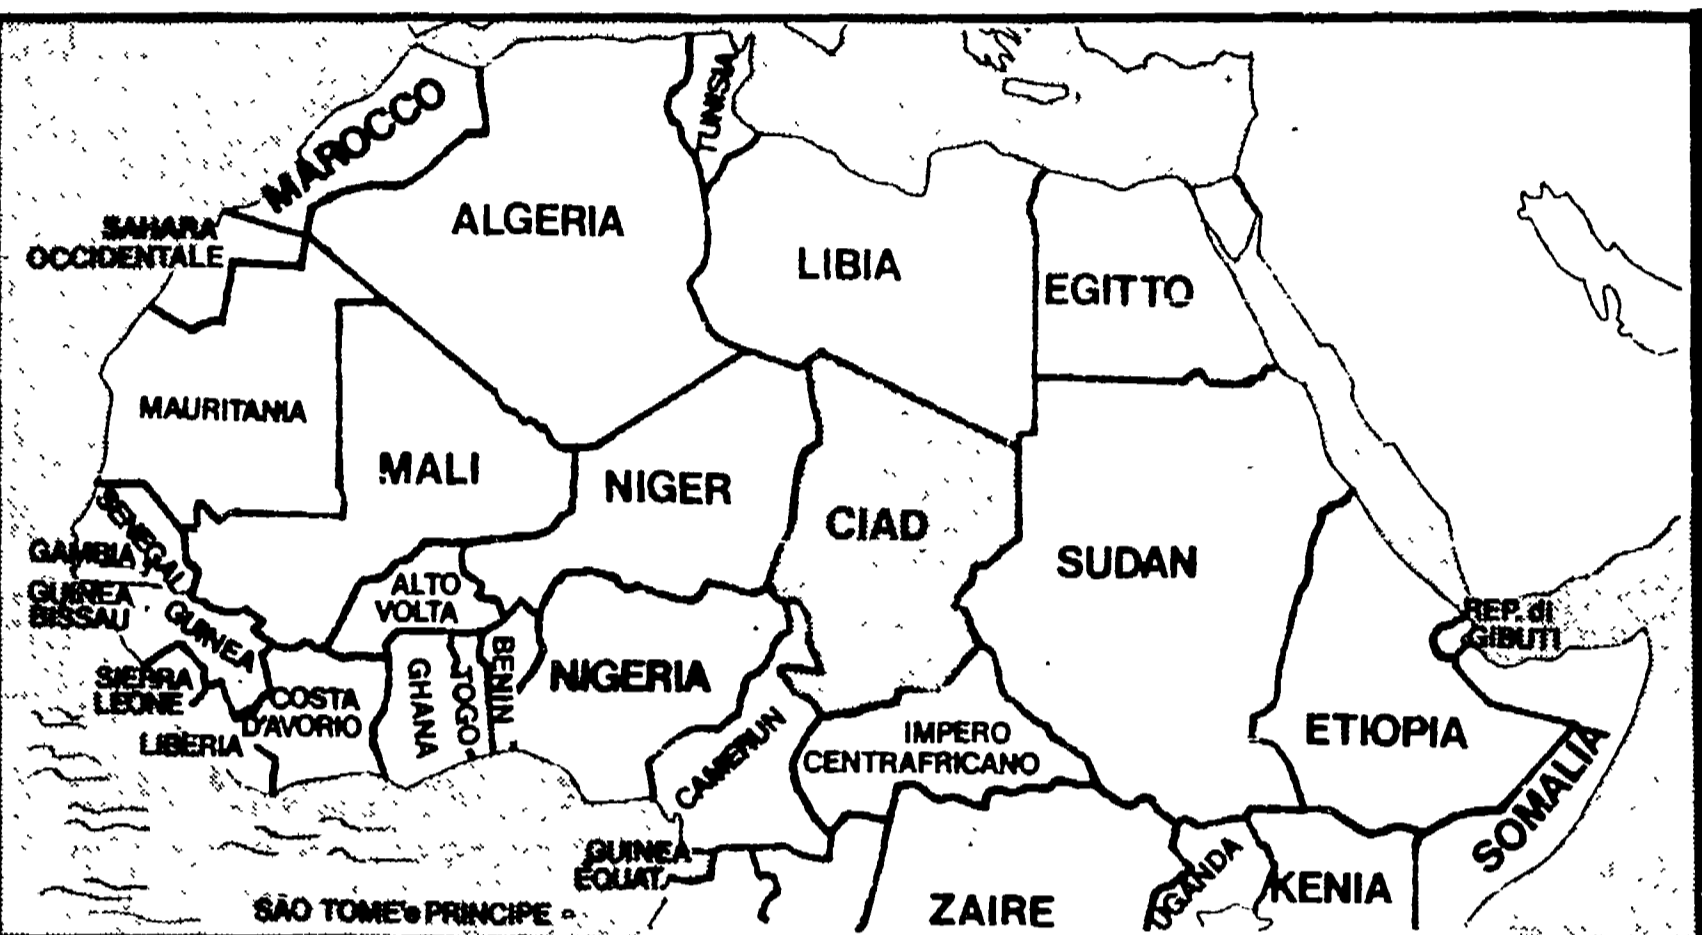 MAROCCO
TUNISIA
SAHARA
OCCIDENTALE
ALGERIA
LIBIA
EGITTO
MAURITANIA
MALI
NIGER
CIAD
SUDAN
SENEGAL
GAMBIA
GUINEA
BISSAU
GUINEA
ALTO
VOLTA
REP. di
GIBUTI
SIERRA
LEONE
LIBERIA
COSTA
D'AVORIO
GHANA
TOGO
BENIN
NIGERIA
CAMERUN
IMPERO
CENTRAFRICANO
ETIOPIA
SOMALIA
GUINEA
EQUAT.
SÃO TOME e PRINCIPE
ZAIRE
UGANDA
KENIA